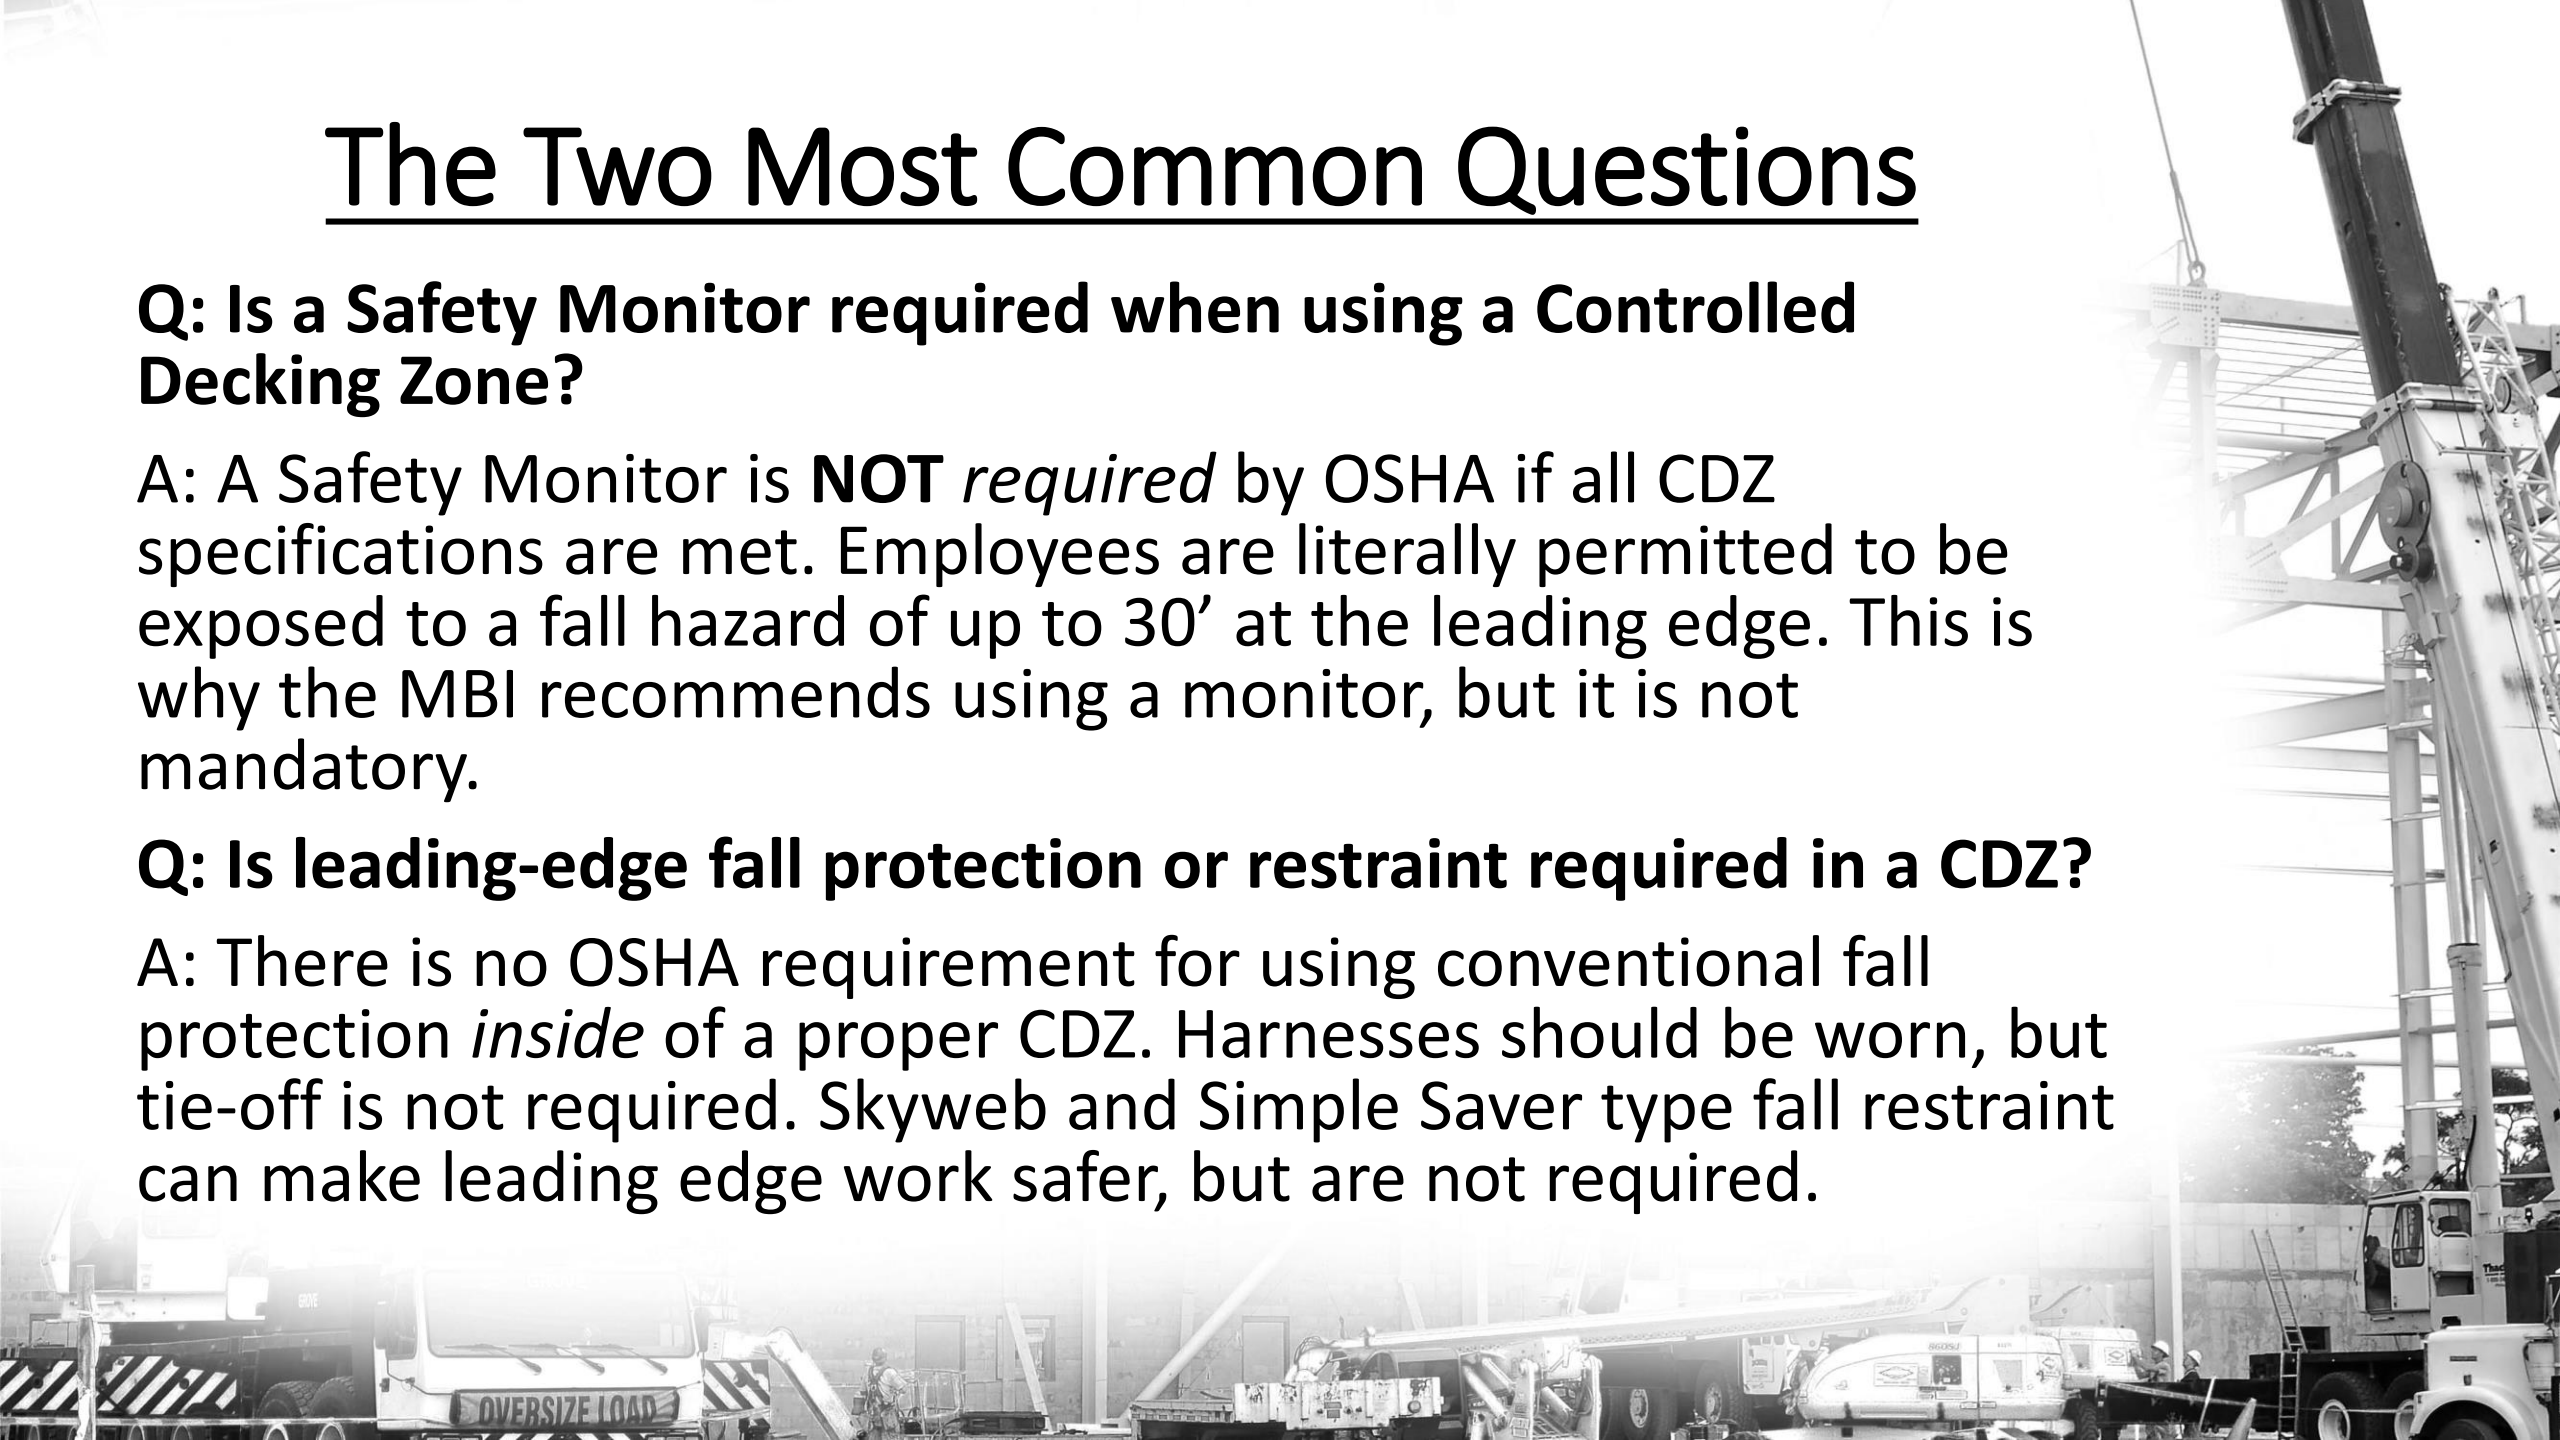 The Two Most Common Questions
Q: Is a Safety Monitor required when using a Controlled
Decking Zone?
A: A Safety Monitor is NOT required by OSHA if all CDZ
specifications are met. Employees are literally permitted to be
exposed to a fall hazard of up to 30’ at the leading edge. This is
why the MBI recommends using a monitor, but it is not
mandatory.
Q: Is leading-edge fall protection or restraint required in a CDZ?
A: There is no OSHA requirement for using conventional fall
protection inside of a proper CDZ. Harnesses should be worn, but
tie-off is not required. Skyweb and Simple Saver type fall restraint
can make leading edge work safer, but are not required.
GROVE
OVERSIZE LOAD